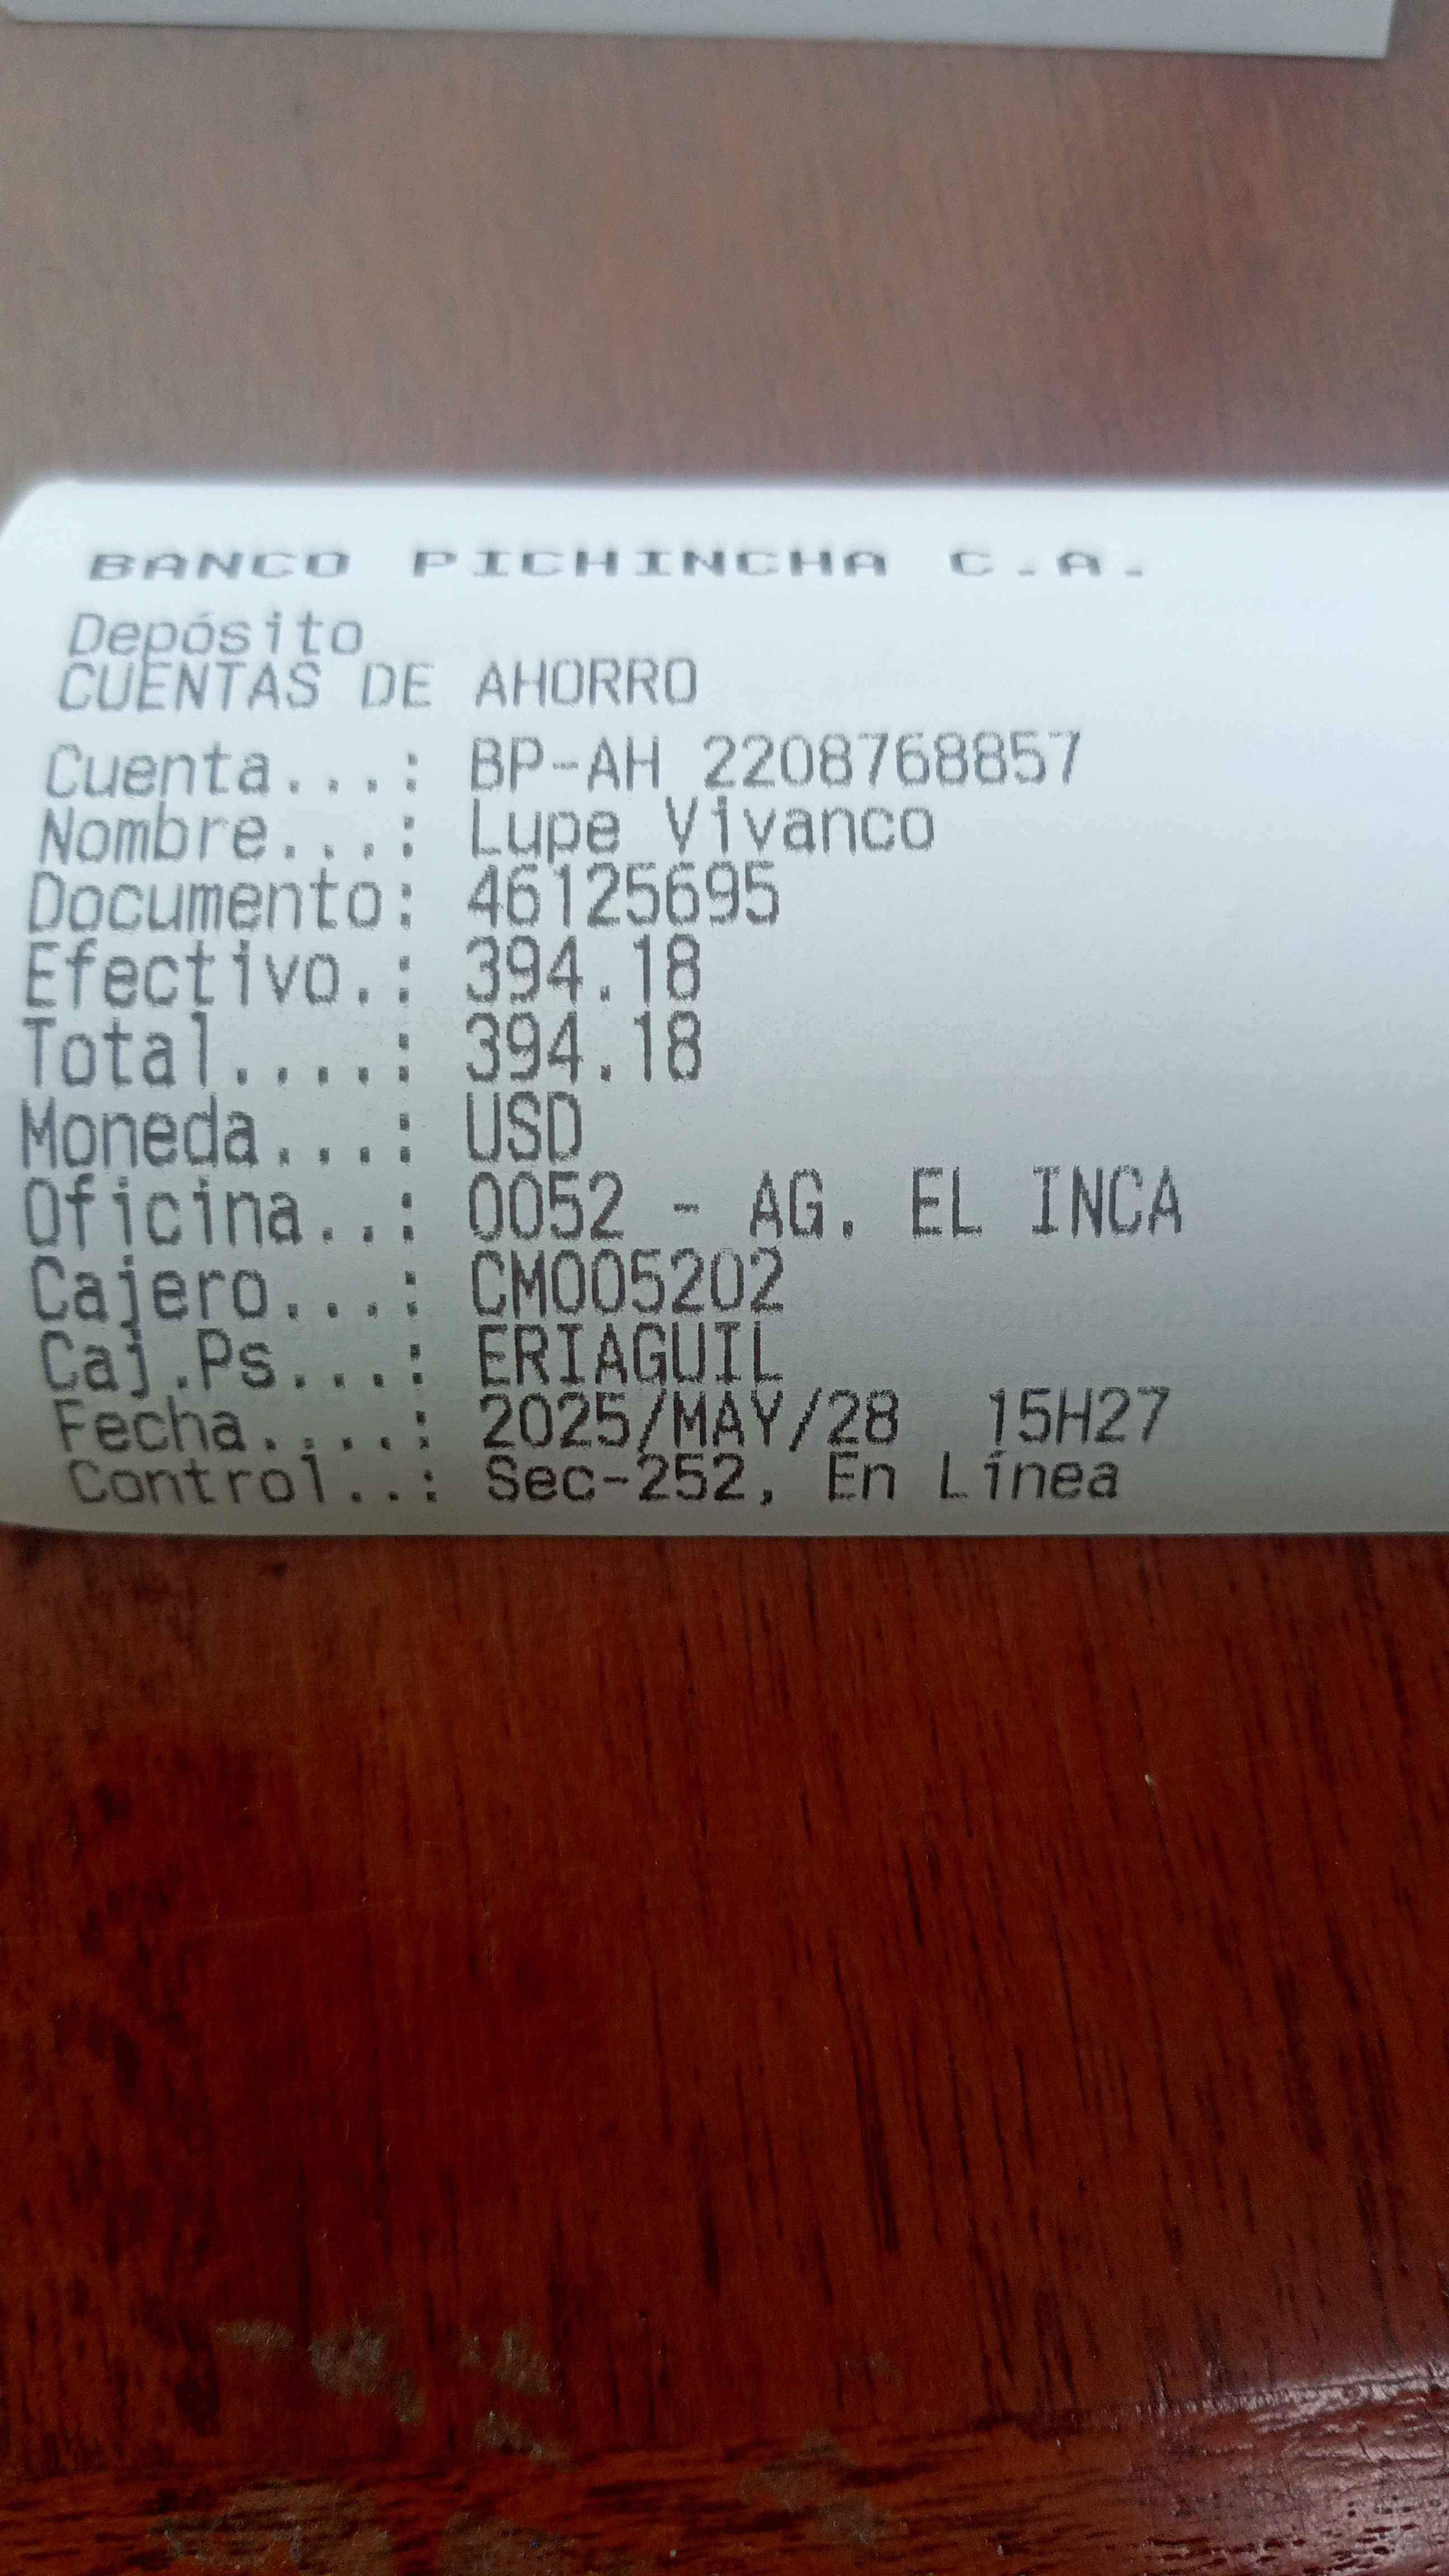 BANCO PICHINCHA C.A.
Depósito
CUENTAS DE AHORRO
Cuenta...: BP-AH 2208768857
Nombre...: Lupe Vivanco
Documento: 46125695
Efectivo.: 394.18
Total....: 394.18
Moneda...: USD
Oficina..: 0052 - AG. EL INCA
Cajero...: CM005202
Caj.Ps...: ERIAGUIL
Fecha....: 2025/MAY/28 15H27
Control..: Sec-252, En Línea